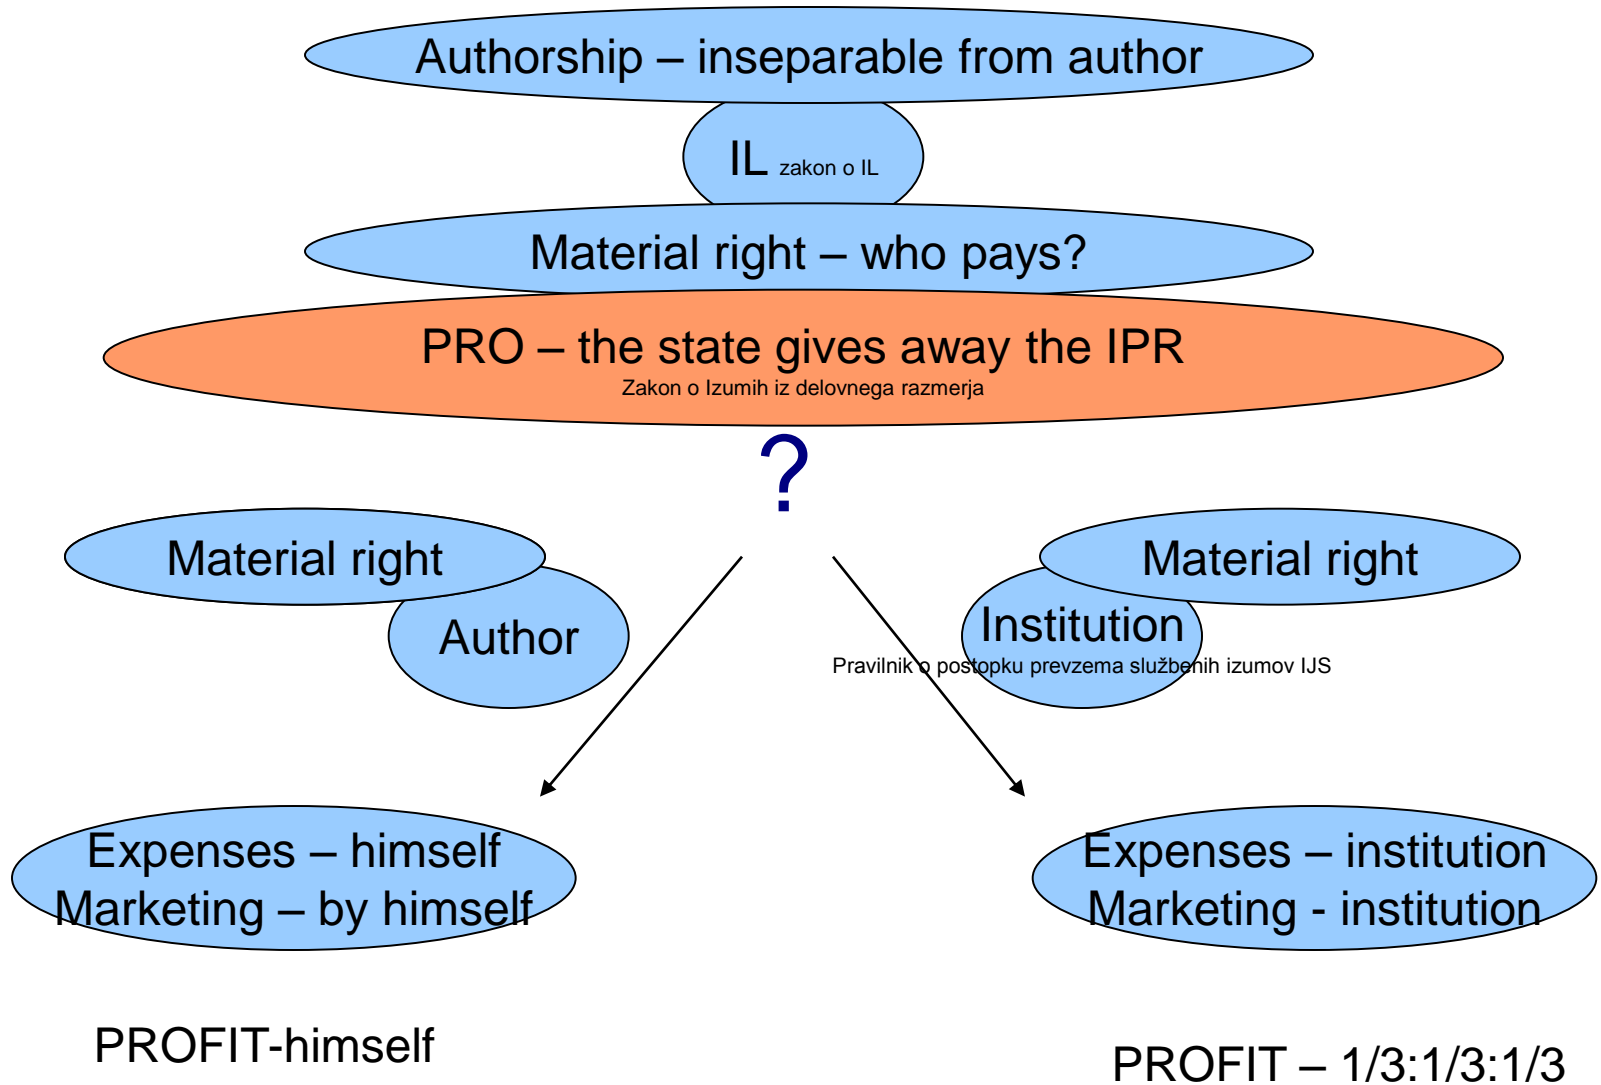 Authorship – inseparable from author
IL zakon o IL
Material right – who pays?
PRO – the state gives away the IPR
Zakon o Izumih iz delovnega razmerja
?
Material right
Author
Material right
Institution
Pravilnik o postopku prevzema službenih izumov IJS
Expenses – himself
Marketing – by himself
Expenses – institution
Marketing - institution
PROFIT-himself
PROFIT – 1/3:1/3:1/3